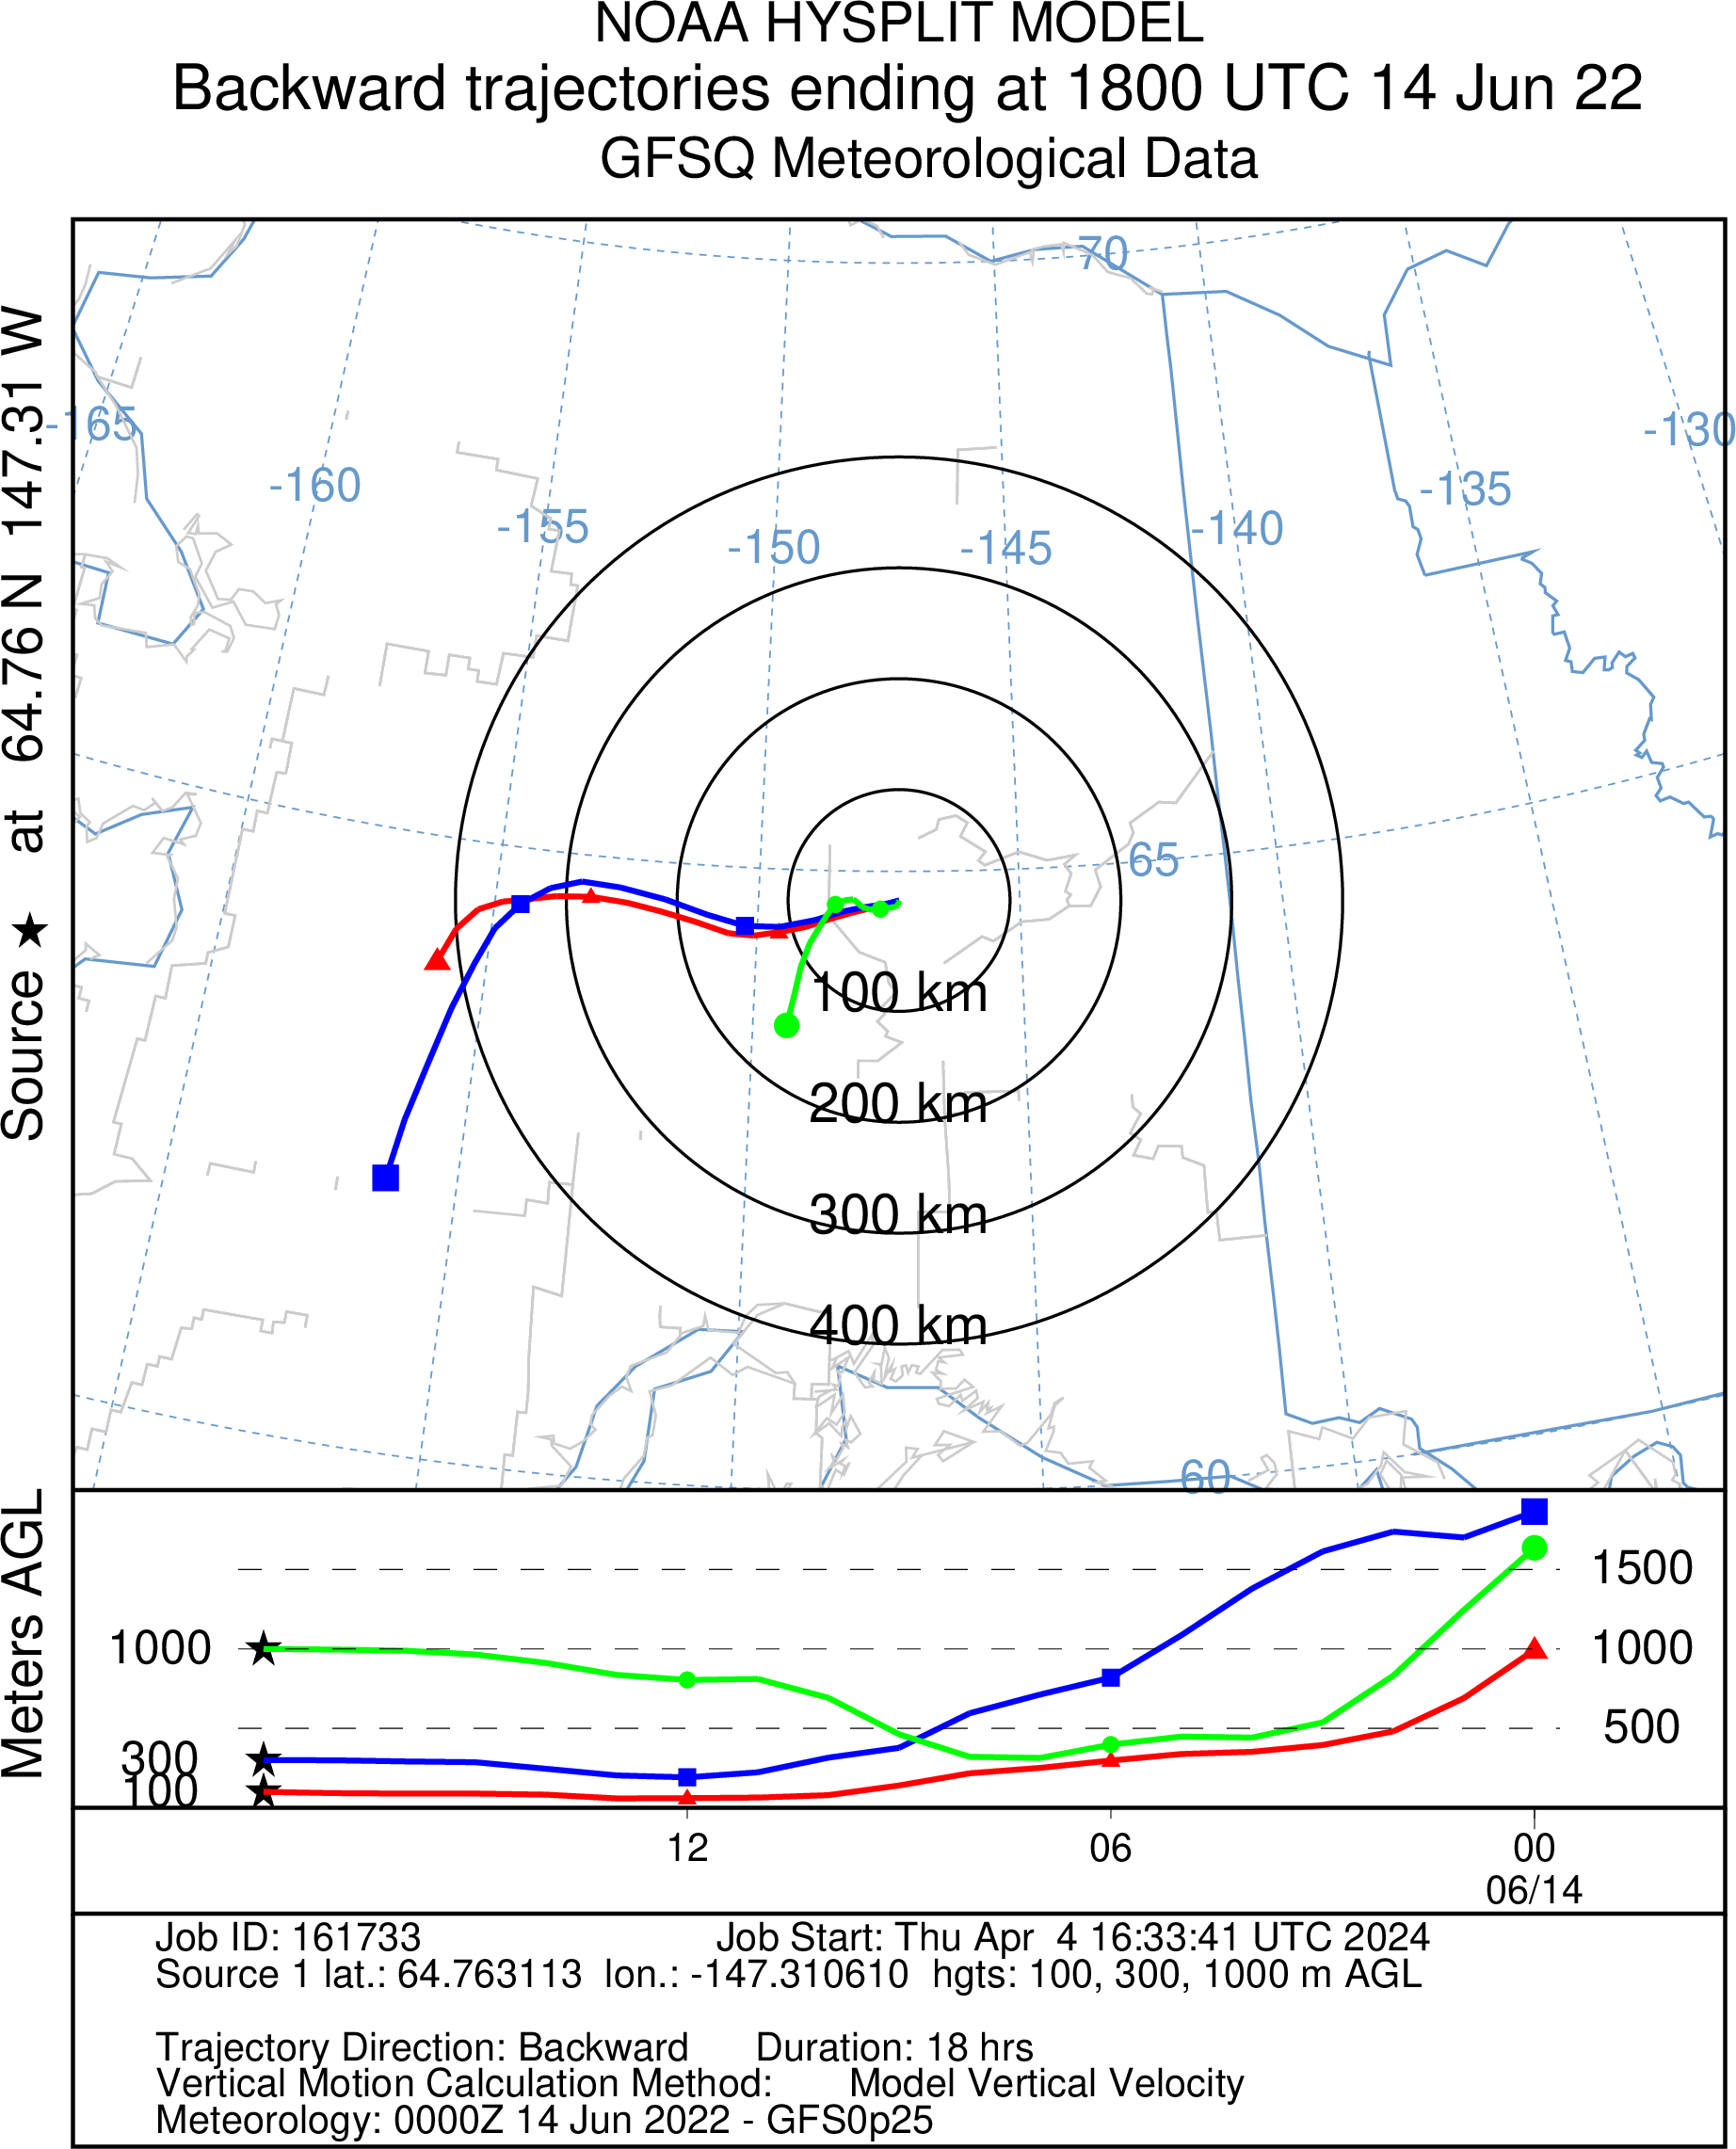 NOAA HYSPLIT MODEL
Backward trajectories ending at 1800 UTC 14 Jun 22
GFSQ Meteorological Data
Source ★ at 64.76 N 147.31 W
70
-165
-160
-155
-150
-145
-140
-135
-130
65
100 km
200 km
300 km
400 km
60
Meters AGL
1500
1000
1000
500
300
100
12
06
00
06/14
Job ID: 161733 Job Start: Thu Apr 4 16:33:41 UTC 2024
Source 1 lat.: 64.763113 lon.: -147.310610 hgts: 100, 300, 1000 m AGL
Trajectory Direction: Backward Duration: 18 hrs
Vertical Motion Calculation Method: Model Vertical Velocity
Meteorology: 0000Z 14 Jun 2022 - GFS0p25